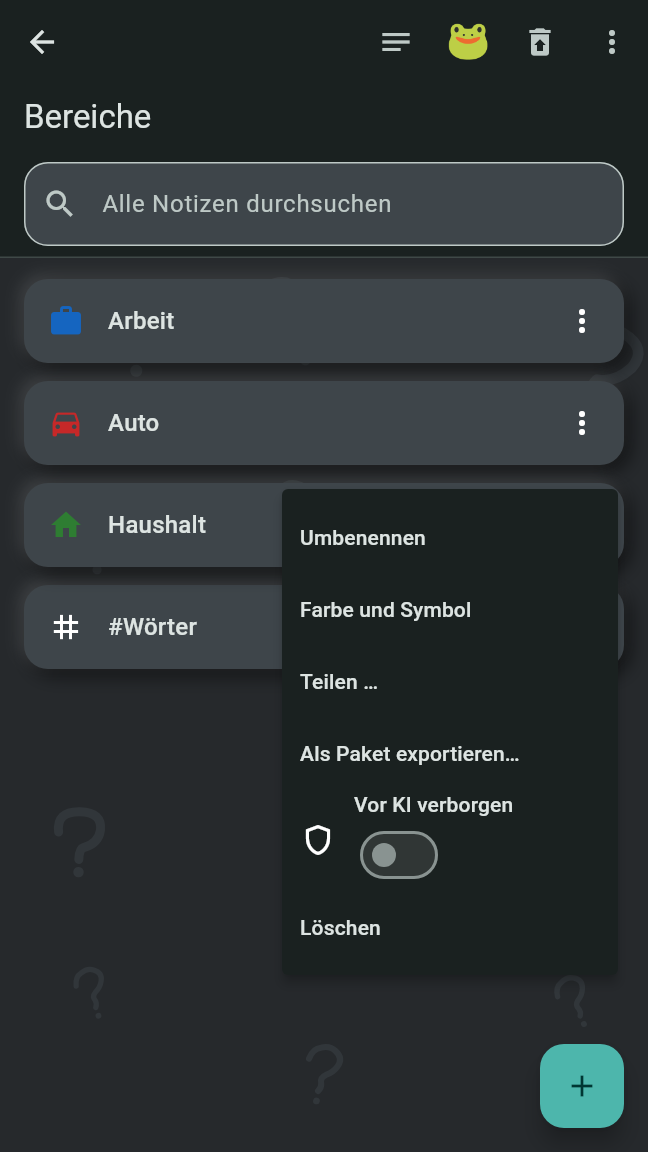 Bereiche
Alle Notizen durchsuchen
Arbeit
Auto
Haushalt
#Wörter
Umbenennen
Farbe und Symbol
Teilen …
Als Paket exportieren…
Vor KI verborgen
Löschen